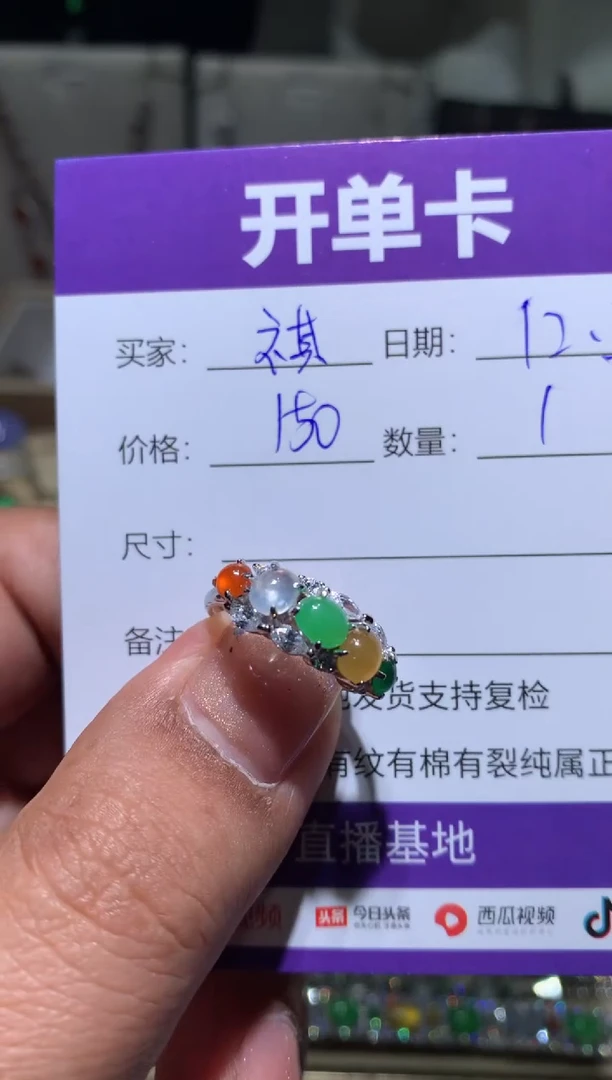 开单卡
买家: 祺 日期: 12.
价格: 150 数量: 1
尺寸:
备注
发货支持复检
有纹有棉有裂纯属正
直播基地
视频 头条 今日头条 西瓜视频